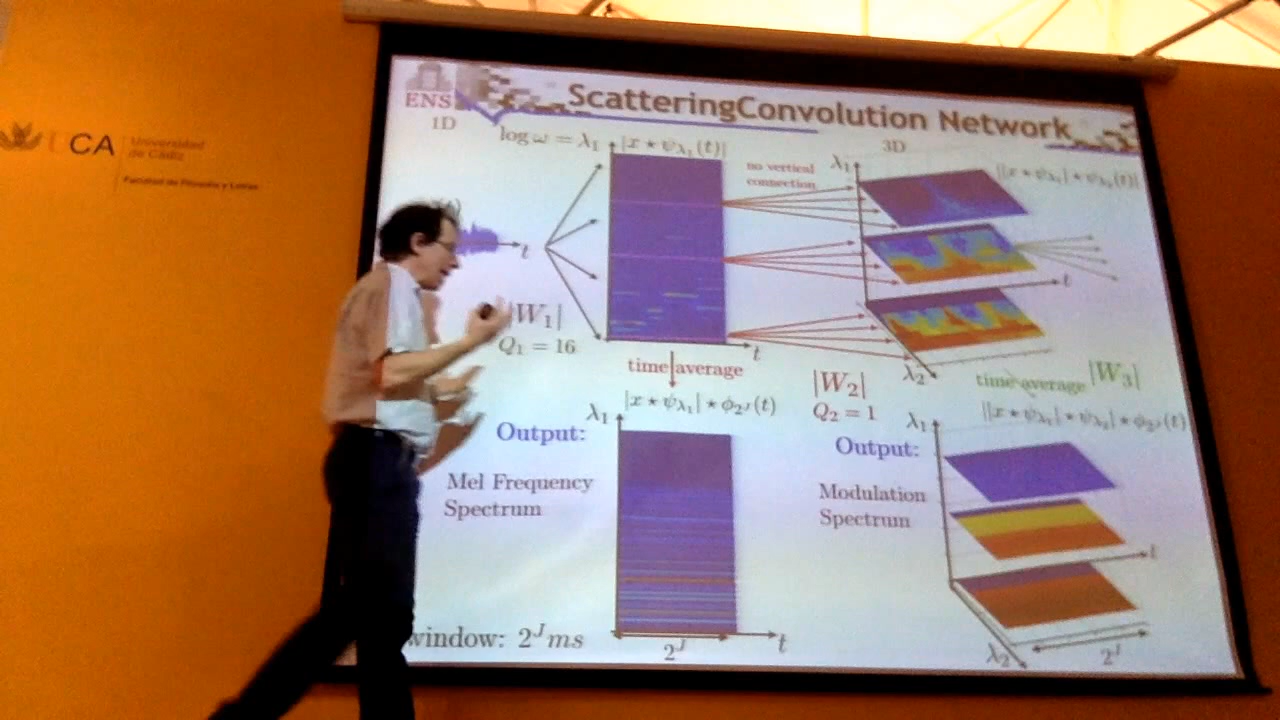 CA
Universidad
de Cádiz
Facultad de Filosofía y Letras
ENS
ScatteringConvolution Network
1D
log ω = λ₁
|x ⋆ ψ_λ₁(t)|
3D
no vertical
connection
λ₁
||x ⋆ ψ_λ₁| ⋆ ψ_λ₂(t)|
t
t
|W₁|
Q₁ = 16
t
time average
λ₂
|W₂|
Q₂ = 1
time average
|W₃|
λ₁
|x ⋆ ψ_λ₁| ⋆ φ_2^J(t)
λ₁
||x ⋆ ψ_λ₁| ⋆ ψ_λ₂| ⋆ φ_2^J(t)
Output:
Mel Frequency
Spectrum
Output:
Modulation
Spectrum
t
window: 2^J ms
2^J
t
λ₂
2^J